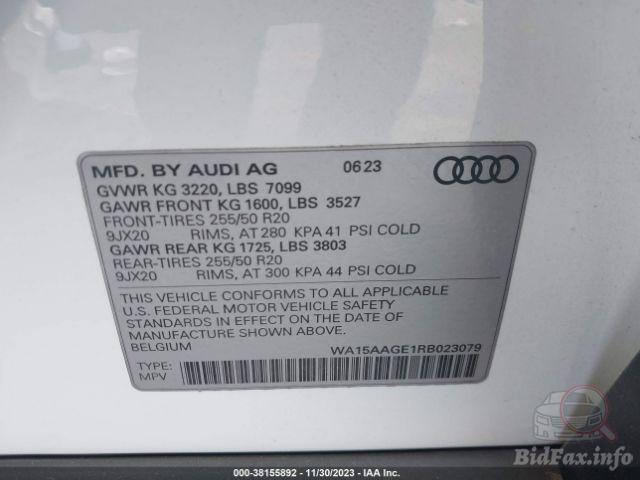 MFD. BY AUDI AG 06 23
GVWR KG 3220, LBS 7099
GAWR FRONT KG 1600, LBS 3527
FRONT-TIRES 255/50 R20
9JX20 RIMS, AT 280 KPA 41 PSI COLD
GAWR REAR KG 1725, LBS 3803
REAR-TIRES 255/50 R20
9JX20 RIMS, AT 300 KPA 44 PSI COLD
THIS VEHICLE CONFORMS TO ALL APPLICABLE
U.S. FEDERAL MOTOR VEHICLE SAFETY
STANDARDS IN EFFECT ON THE DATE OF
MANUFACTURE SHOWN ABOVE.
BELGIUM WA15AAGE1RB023079
TYPE:
MPV
BidFax.info
000-38155892 - 11/30/2023 - IAA Inc.